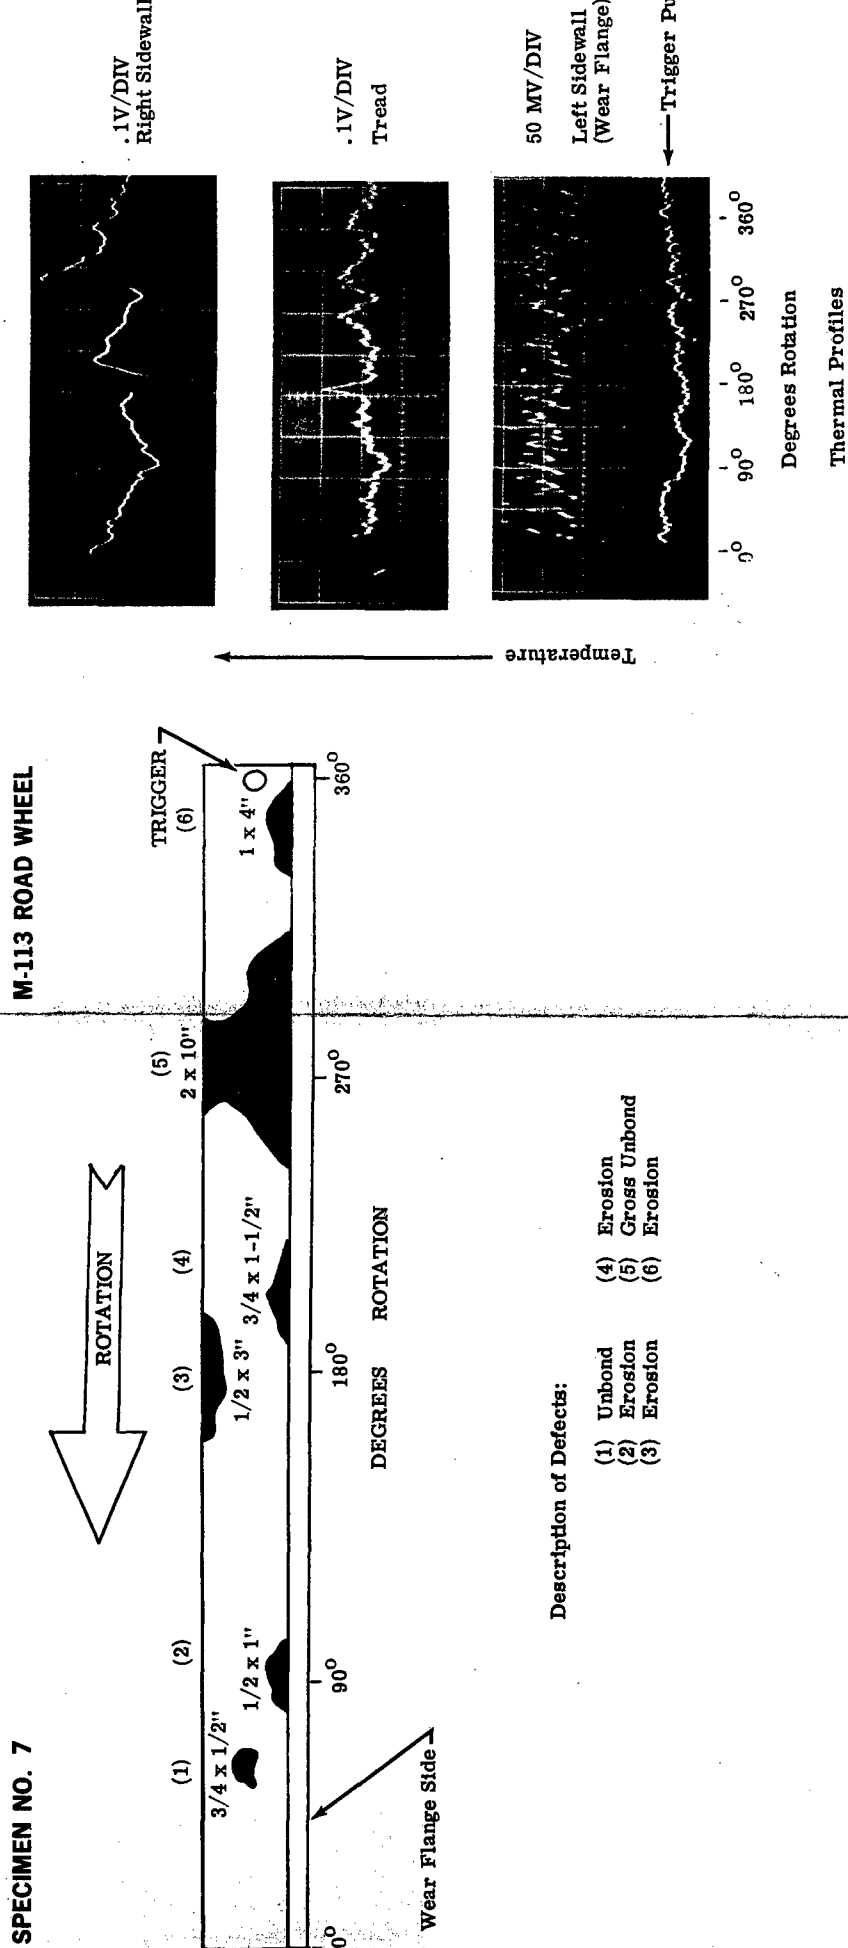 SPECIMEN NO. 7
M-113 ROAD WHEEL
ROTATION
TRIGGER
(1)
(2)
(3)
(4)
(5)
(6)
3/4 x 1/2"
1/2 x 1"
1/2 x 3"
3/4 x 1-1/2"
2 x 10"
1 x 4"
0°
90°
180°
270°
360°
DEGREES ROTATION
Wear Flange Side
Description of Defects:
(1) Unbond
(2) Erosion
(3) Erosion
(4) Erosion
(5) Gross Unbond
(6) Erosion
Temperature
.1V/DIV
Right Sidewall
.1V/DIV
Tread
50 MV/DIV
Left Sidewall
(Wear Flange)
Trigger
0°
90°
180°
270°
360°
Degrees Rotation
Thermal Profiles